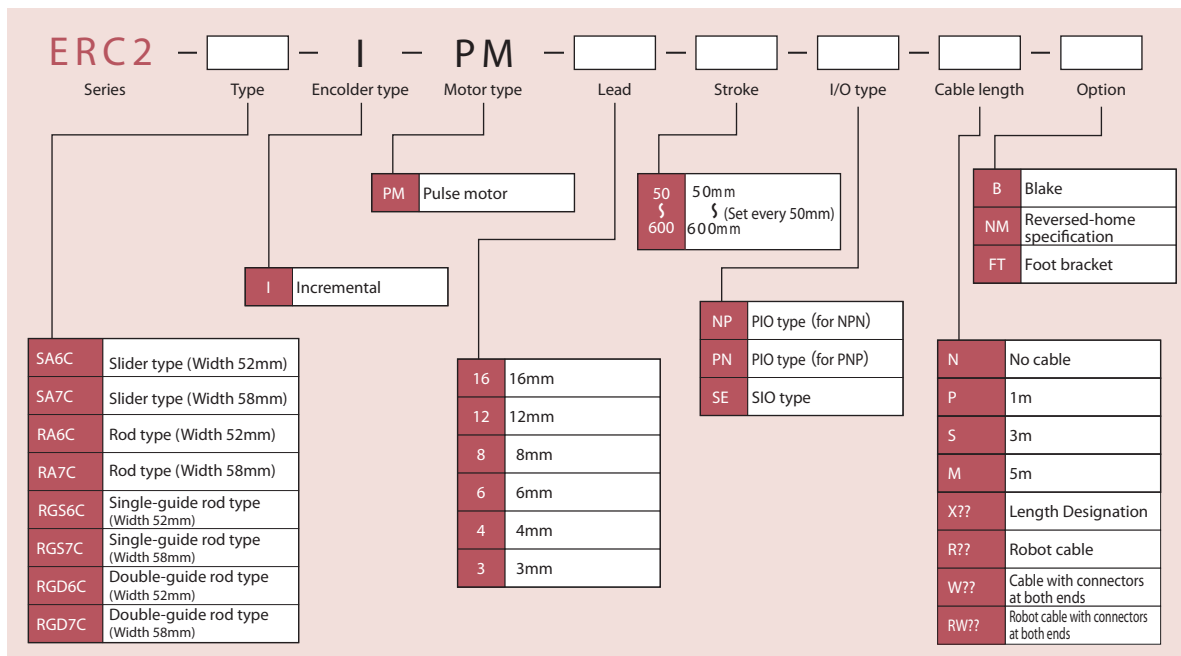 ERC2 – – I – PM – – – – –
Series Type Encolder type Motor type Lead Stroke I/O type Cable length Option
PM Pulse motor
I Incremental
SA6C Slider type (Width 52mm)
SA7C Slider type (Width 58mm)
RA6C Rod type (Width 52mm)
RA7C Rod type (Width 58mm)
RGS6C Single-guide rod type
(Width 52mm)
RGS7C Single-guide rod type
(Width 58mm)
RGD6C Double-guide rod type
(Width 52mm)
RGD7C Double-guide rod type
(Width 58mm)
16 16mm
12 12mm
8 8mm
6 6mm
4 4mm
3 3mm
50 50mm
〜 〜 (Set every 50mm)
600 600mm
NP PIO type (for NPN)
PN PIO type (for PNP)
SE SIO type
N No cable
P 1m
S 3m
M 5m
X?? Length Designation
R?? Robot cable
W?? Cable with connectors
at both ends
RW?? Robot cable with connectors
at both ends
B Blake
NM Reversed-home
specification
FT Foot bracket